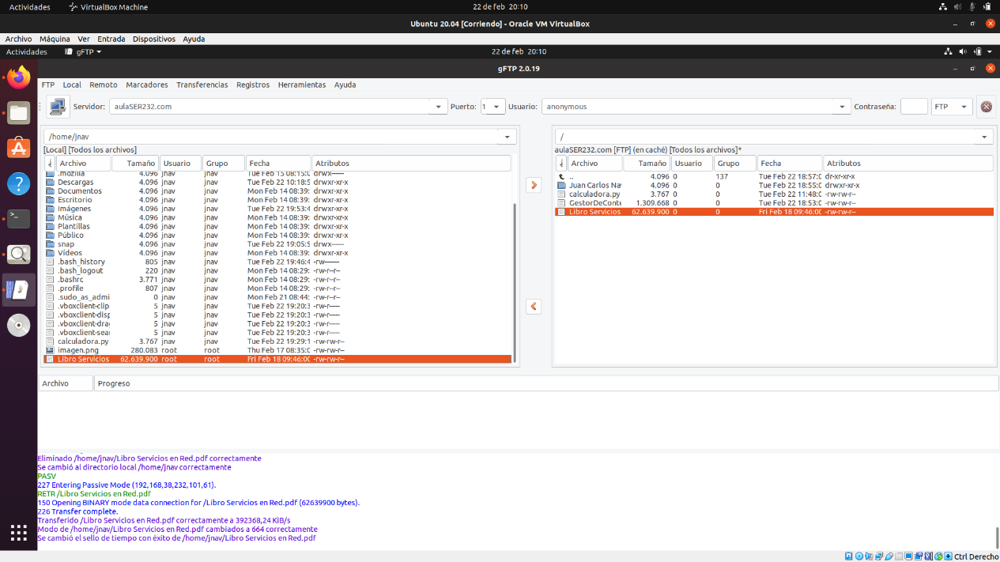 Actividades VirtualBox Machine 22 de feb 20:10
Ubuntu 20.04 [Corriendo] - Oracle VM VirtualBox
Archivo Máquina Ver Entrada Dispositivos Ayuda
Actividades gFTP 22 de feb 20:10
gFTP 2.0.19
FTP Local Remoto Marcadores Transferencias Registros Herramientas Ayuda
Servidor: aulaSER232.com Puerto: 1 Usuario: anonymous Contraseña: FTP
/home/jnav
[Local] [Todos los archivos]
Archivo Tamaño Usuario Grupo Fecha Atributos
.mozilla 4.096 jnav jnav Tue Feb 15 08:15:0 drwx------
Descargas 4.096 jnav jnav Tue Feb 22 10:18:5 drwxr-xr-x
Documentos 4.096 jnav jnav Mon Feb 14 08:39: drwxr-xr-x
Escritorio 4.096 jnav jnav Mon Feb 14 08:39: drwxr-xr-x
Imágenes 4.096 jnav jnav Tue Feb 22 19:53:4 drwxr-xr-x
Música 4.096 jnav jnav Mon Feb 14 08:39: drwxr-xr-x
Plantillas 4.096 jnav jnav Mon Feb 14 08:39: drwxr-xr-x
Público 4.096 jnav jnav Mon Feb 14 08:39: drwxr-xr-x
snap 4.096 jnav jnav Tue Feb 22 19:05:5 drwx------
Vídeos 4.096 jnav jnav Mon Feb 14 08:39: drwxr-xr-x
.bash_history 805 jnav jnav Tue Feb 22 19:46:4 -rw-------
.bash_logout 220 jnav jnav Mon Feb 14 08:29: -rw-r--r--
.bashrc 3.771 jnav jnav Mon Feb 14 08:29: -rw-r--r--
.profile 807 jnav jnav Mon Feb 14 08:29: -rw-r--r--
.sudo_as_admi 0 jnav jnav Mon Feb 21 08:44: -rw-r--r--
.vboxclient-clip 5 jnav jnav Tue Feb 22 19:20:3 -rw-r-----
.vboxclient-disp 5 jnav jnav Tue Feb 22 19:20:3 -rw-r-----
.vboxclient-dra 5 jnav jnav Tue Feb 22 19:20:3 -rw-r-----
.vboxclient-sea 5 jnav jnav Tue Feb 22 19:20:3 -rw-r-----
calculadora.py 3.767 jnav jnav Tue Feb 22 19:29:1 -rw-rw-r--
imagen.png 280.083 root root Thu Feb 17 08:35:0 -rw-rw-r--
Libro Servicios 62.639.900 root root Fri Feb 18 09:46:00 -rw-rw-r--
/
aulaSER232.com [FTP] (en caché) [Todos los archivos]*
Archivo Tamaño Usuario Grupo Fecha Atributos
.. 4.096 0 137 Tue Feb 22 18:57:0 dr-xr-xr-x
Juan Carlos Na 4.096 0 0 Tue Feb 22 18:55:0 drwxr-xr-x
calculadora.py 3.767 0 0 Tue Feb 22 11:48:0 -rw-rw-r--
GestorDeConte 1.309.668 0 0 Tue Feb 22 18:53:0 -rw-rw-r--
Libro Servicios 62.639.900 0 0 Fri Feb 18 09:46:00 -rw-rw-r--
Archivo Progreso
Eliminado /home/jnav/Libro Servicios en Red.pdf correctamente
Se cambió al directorio local /home/jnav correctamente
PASV
227 Entering Passive Mode (192,168,38,232,101,61).
RETR /Libro Servicios en Red.pdf
150 Opening BINARY mode data connection for /Libro Servicios en Red.pdf (62639900 bytes).
226 Transfer complete.
Transferido /Libro Servicios en Red.pdf correctamente a 392368,24 KiB/s
Modo de /home/jnav/Libro Servicios en Red.pdf cambiados a 664 correctamente
Se cambió el sello de tiempo con éxito de /home/jnav/Libro Servicios en Red.pdf
Ctrl Derecho